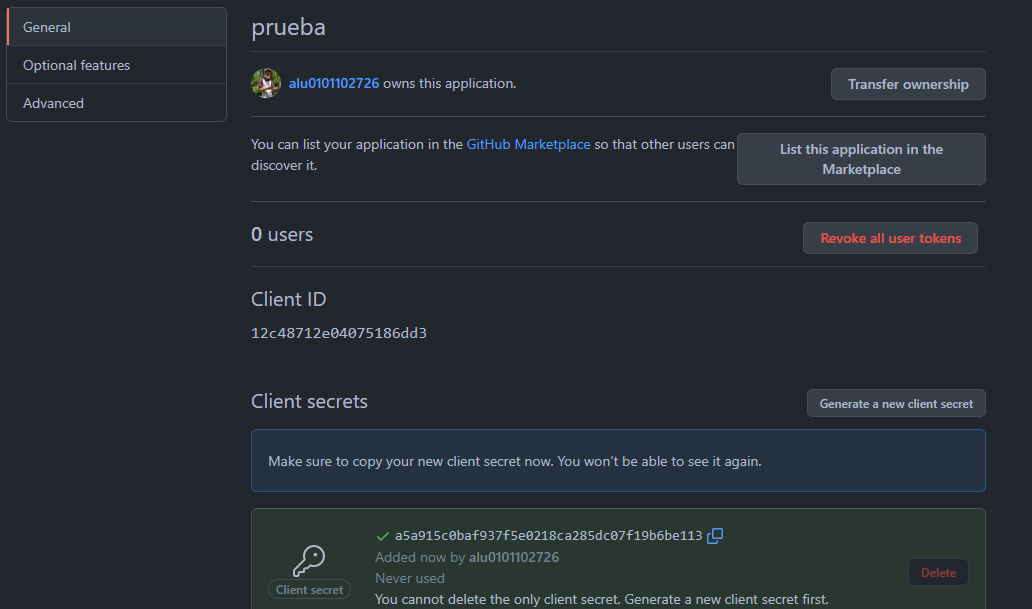 General
Optional features
Advanced
prueba
alu0101102726 owns this application.
Transfer ownership
You can list your application in the GitHub Marketplace so that other users can
discover it.
List this application in the
Marketplace
0 users
Revoke all user tokens
Client ID
12c48712e04075186dd3
Client secrets
Generate a new client secret
Make sure to copy your new client secret now. You won’t be able to see it again.
a5a915c0baf937f5e0218ca285dc07f19b6be113
Added now by alu0101102726
Never used
You cannot delete the only client secret. Generate a new client secret first.
Client secret
Delete